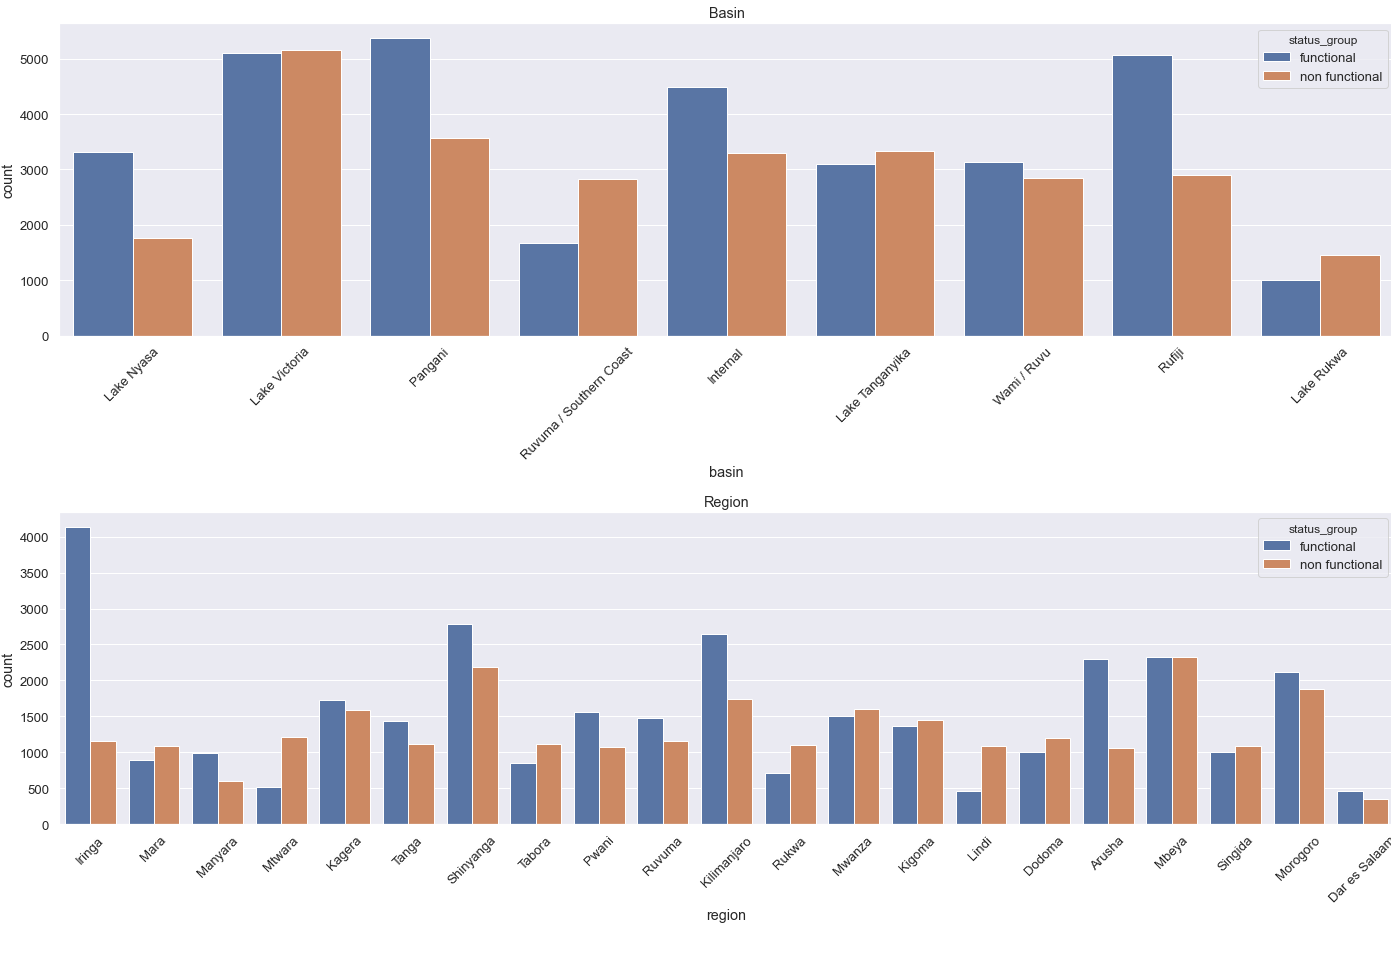 Basin
status_group
functional
non functional
5000
4000
3000
2000
1000
0
count
Lake Nyasa
Lake Victoria
Pangani
Ruvuma / Southern Coast
Internal
Lake Tanganyika
Wami / Ruvu
Rufiji
Lake Rukwa
basin
Region
status_group
functional
non functional
4000
3500
3000
2500
2000
1500
1000
500
0
count
Iringa
Mara
Manyara
Mtwara
Kagera
Tanga
Shinyanga
Tabora
Pwani
Ruvuma
Kilimanjaro
Rukwa
Mwanza
Kigoma
Lindi
Dodoma
Arusha
Mbeya
Singida
Morogoro
Dar es Salaam
region